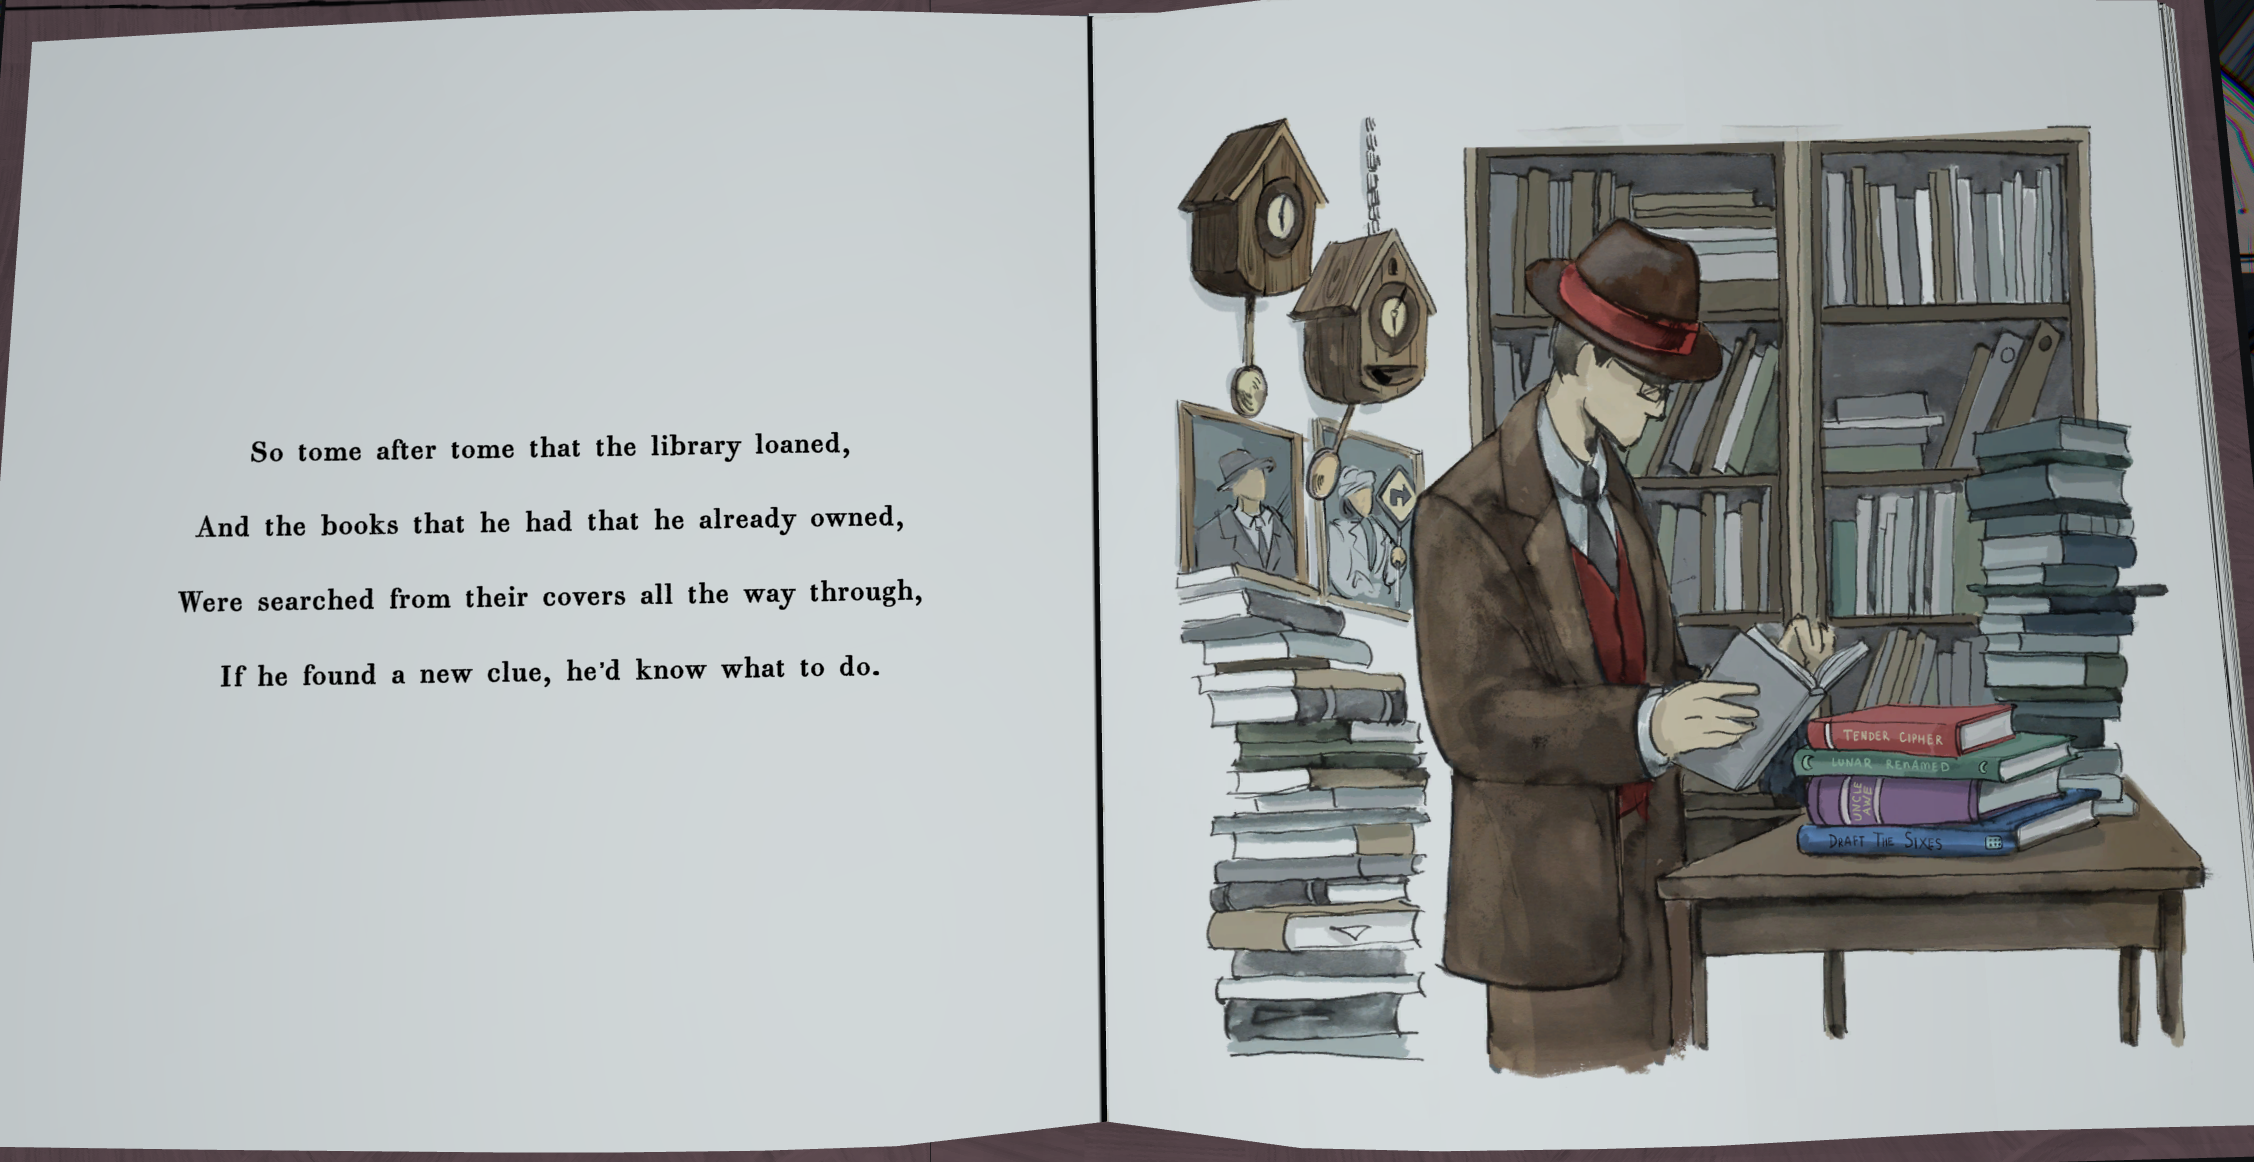 So tome after tome that the library loaned,
And the books that he had that he already owned,
Were searched from their covers all the way through,
If he found a new clue, he'd know what to do.
TENDER CIPHER
LUNAR RENAMED
UNCLE
AWE
DRAFT THE SIXES